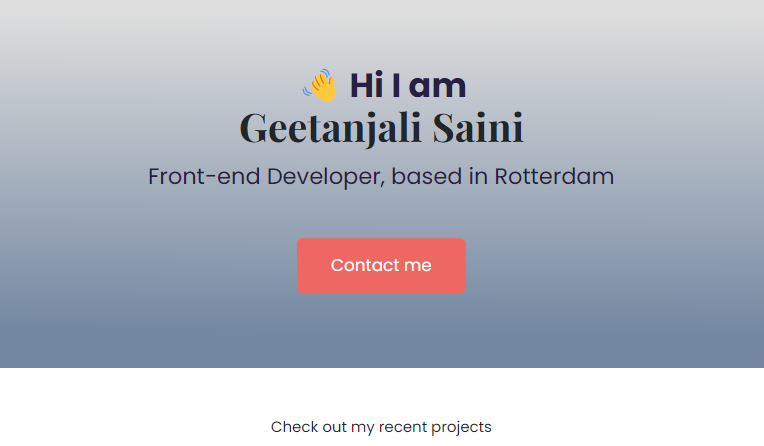 👋 Hi I am
Geetanjali Saini
Front-end Developer, based in Rotterdam
Contact me
Check out my recent projects